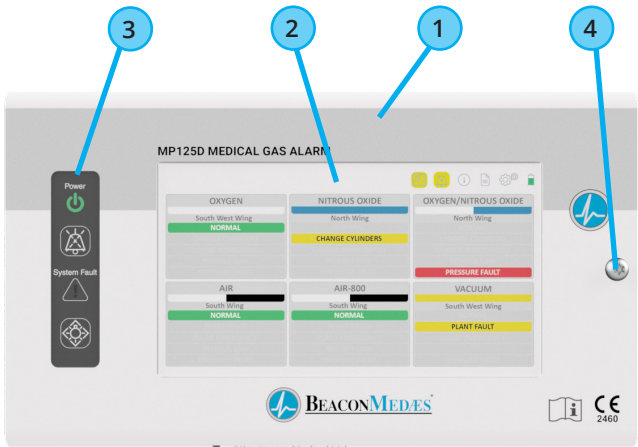 3
2
1
4
MP125D MEDICAL GAS ALARM
Power
System Fault
OXYGEN
South West Wing
NORMAL
NITROUS OXIDE
North Wing
CHANGE CYLINDERS
OXYGEN/NITROUS OXIDE
North Wing
PRESSURE FAULT
AIR
South Wing
NORMAL
AIR-800
South Wing
NORMAL
VACUUM
South West Wing
PLANT FAULT
BEACONMEDÆS
i
CE
2460